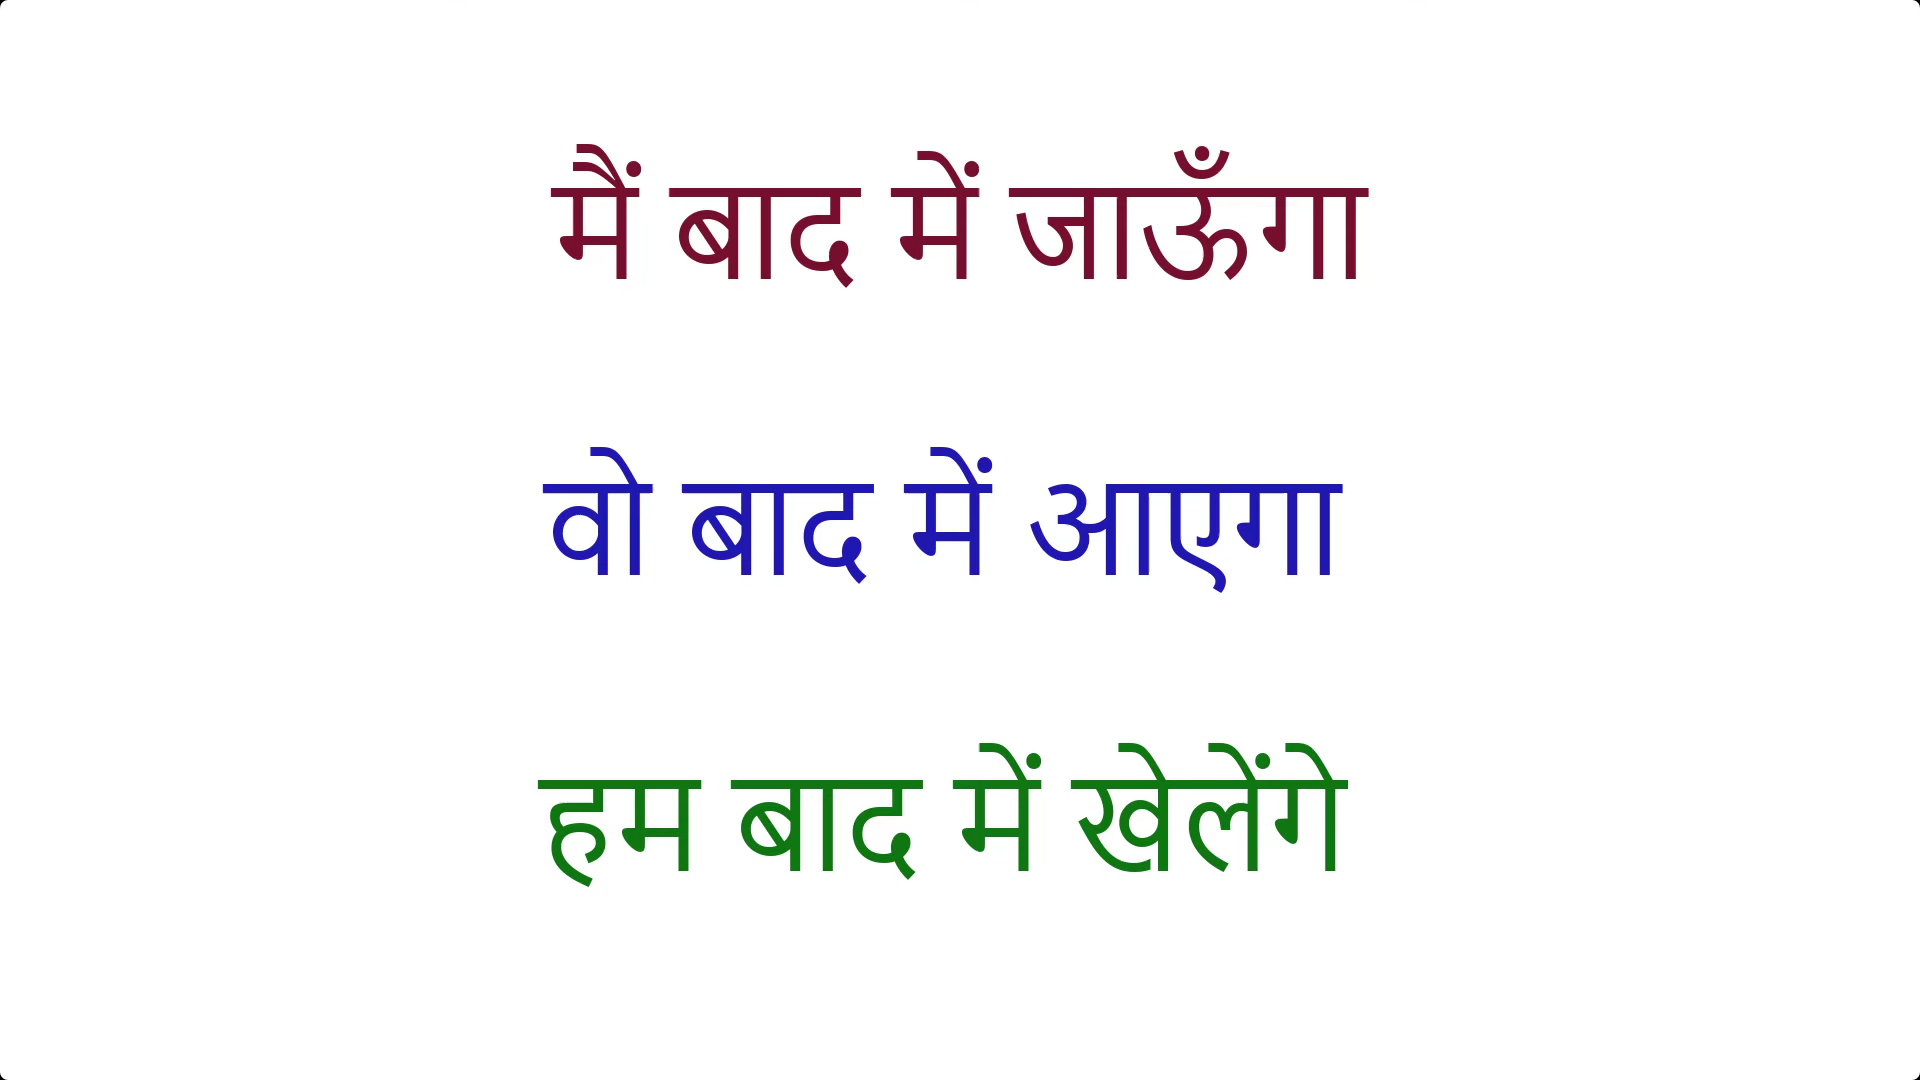 मैं बाद में जाऊँगा
वो बाद में आएगा
हम बाद में खेलेंगे